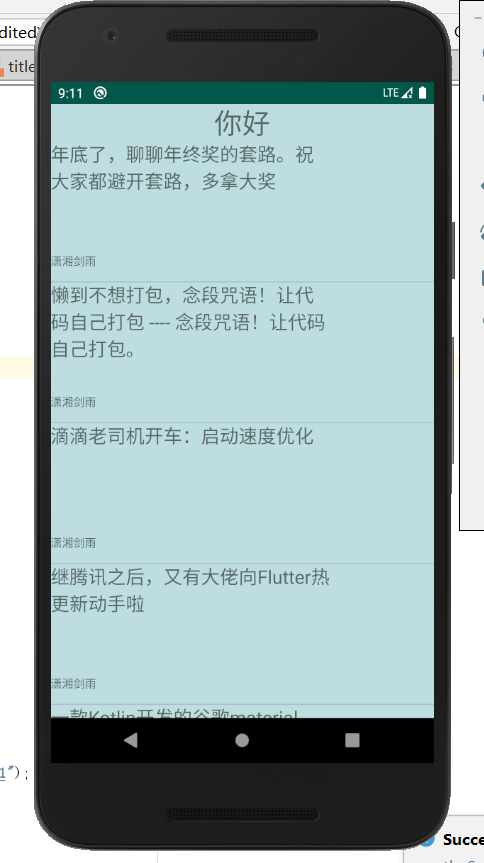 dited)
title
9:11
LTE
你好
年底了，聊聊年终奖的套路。祝
大家都避开套路，多拿大奖
潇湘剑雨
懒到不想打包，念段咒语！让代
码自己打包 ---- 念段咒语！让代码
自己打包。
潇湘剑雨
滴滴老司机开车：启动速度优化
潇湘剑雨
继腾讯之后，又有大佬向Flutter热
更新动手啦
潇湘剑雨
一款Kotlin开发的谷歌material
1");
Succe